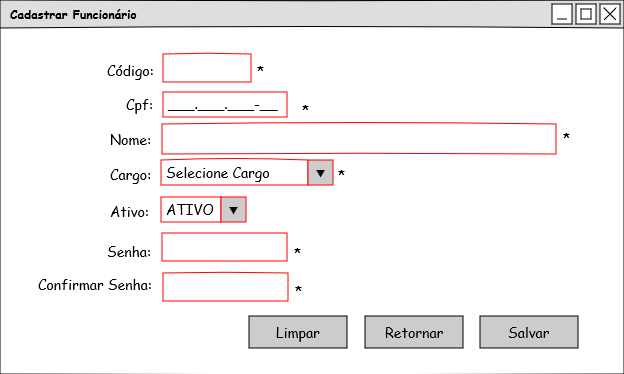 Cadastrar Funcionário
Código: *
Cpf: ___.___.___-__ *
Nome: *
Cargo: Selecione Cargo ▼ *
Ativo: ATIVO ▼
Senha: *
Confirmar Senha: *
Limpar Retornar Salvar